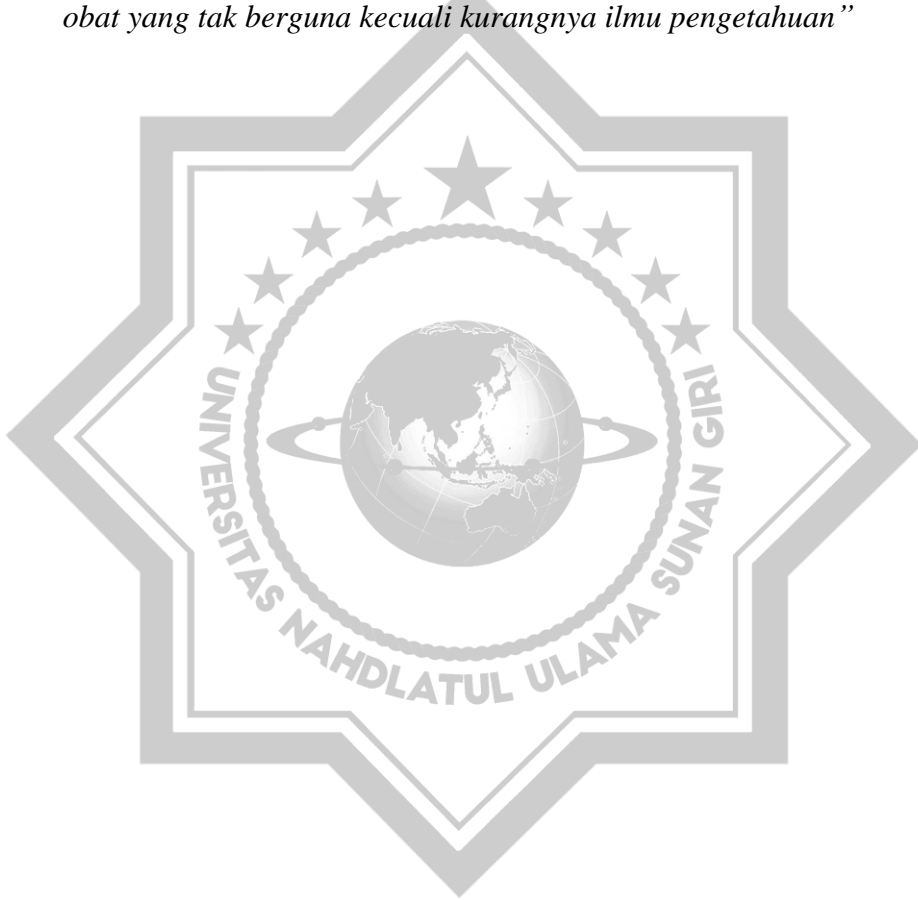 obat yang tak berguna kecuali kurangnya ilmu pengetahuan”
UNIVERSITAS NAHDLATUL ULAMA SUNAN GIRI